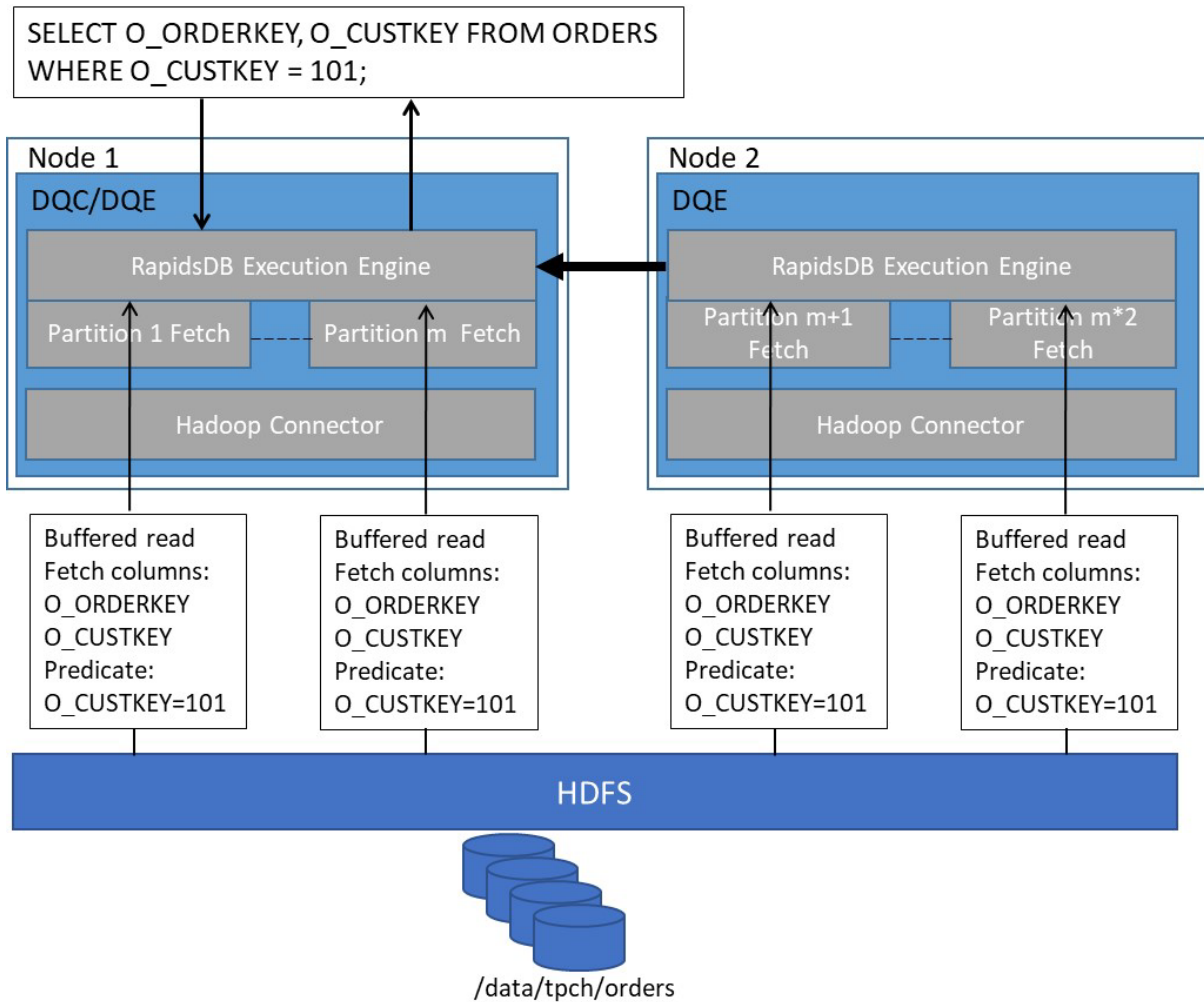 SELECT O_ORDERKEY, O_CUSTKEY FROM ORDERS
WHERE O_CUSTKEY = 101;
Node 1
DQC/DQE
RapidsDB Execution Engine
Partition 1 Fetch
Partition m Fetch
Hadoop Connector
Node 2
DQE
RapidsDB Execution Engine
Partition m+1
Fetch
Partition m*2
Fetch
Hadoop Connector
Buffered read
Fetch columns:
O_ORDERKEY
O_CUSTKEY
Predicate:
O_CUSTKEY=101
Buffered read
Fetch columns:
O_ORDERKEY
O_CUSTKEY
Predicate:
O_CUSTKEY=101
Buffered read
Fetch columns:
O_ORDERKEY
O_CUSTKEY
Predicate:
O_CUSTKEY=101
Buffered read
Fetch columns:
O_ORDERKEY
O_CUSTKEY
Predicate:
O_CUSTKEY=101
HDFS
/data/tpch/orders